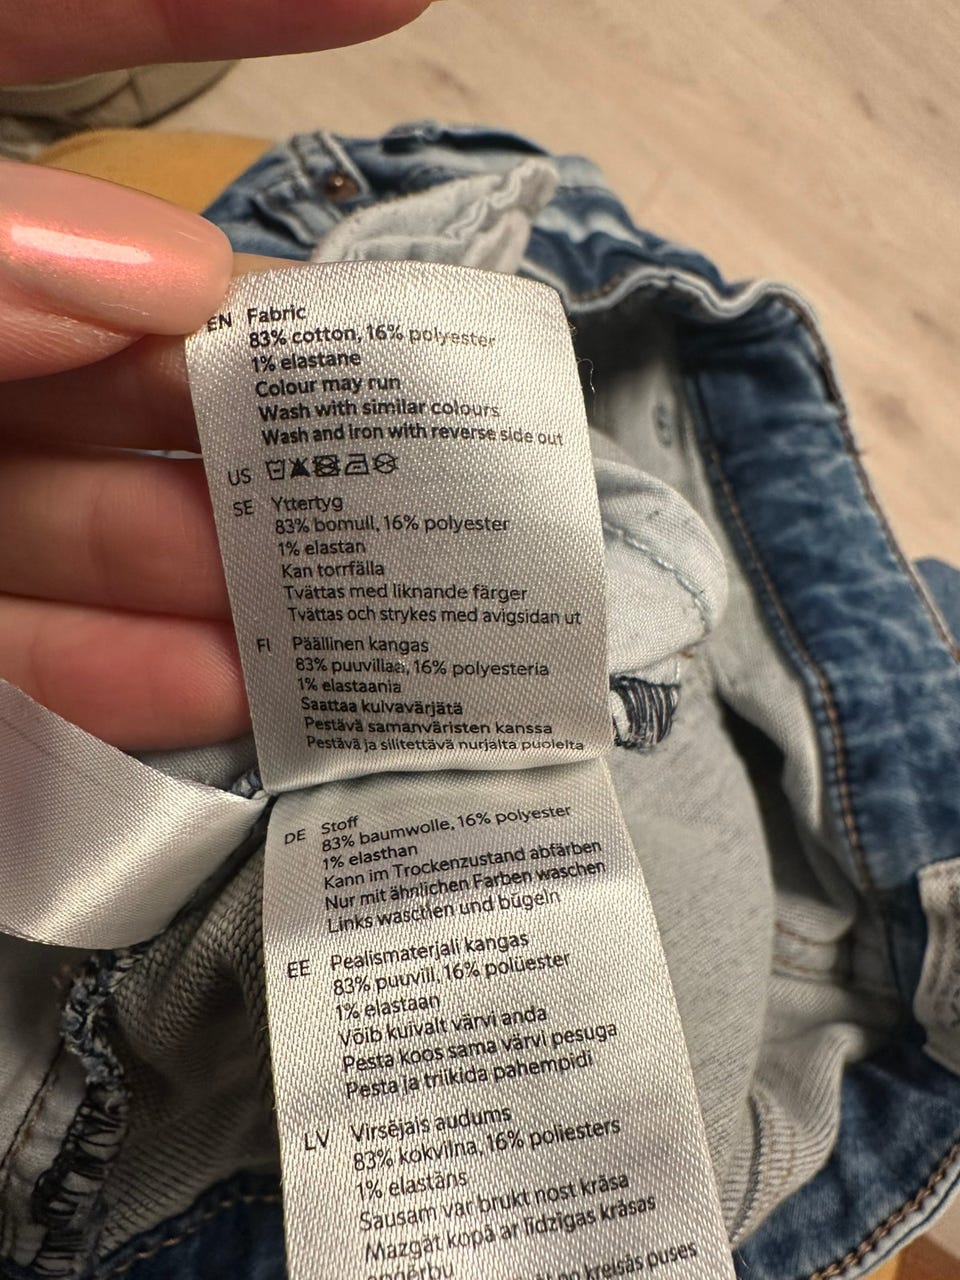 EN Fabric
83% cotton, 16% polyester
1% elastane
Colour may run
Wash with similar colours
Wash and iron with reverse side out
US
SE Yttertyg
83% bomull, 16% polyester
1% elastan
Kan torrfälla
Tvättas med liknande färger
Tvättas och strykes med avigsidan ut
FI Päällinen kangas
83% puuvillaa, 16% polyesteria
1% elastaania
Saattaa kuivavärjätä
Pestävä samanväristen kanssa
Pestävä ja silitettävä nurjalta puolelta
DE Stoff
83% baumwolle, 16% polyester
1% elasthan
Kann im Trockenzustand abfärben
Nur mit ähnlichen Farben waschen
Links waschen und bügeln
EE Pealismaterjali kangas
83% puuvill, 16% polüester
1% elastaan
Võib kuivalt värvi anda
Pesta koos sama värvi pesuga
Pesta ja triikida pahempidi
LV Virsējais audums
83% kokvilna, 16% poliesters
1% elastāns
Sausam var brukt nost krāsa
Mazgāt kopā ar līdzīgas krāsas
apģērbu
no kreisās puses